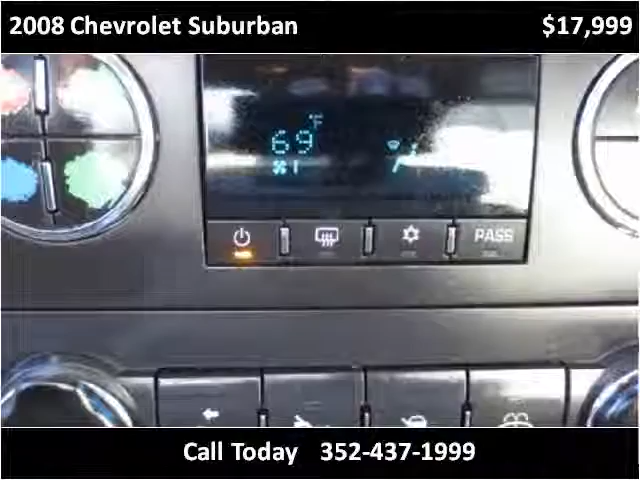 2008 Chevrolet Suburban $17,999
°F
69
PASS
Call Today 352-437-1999